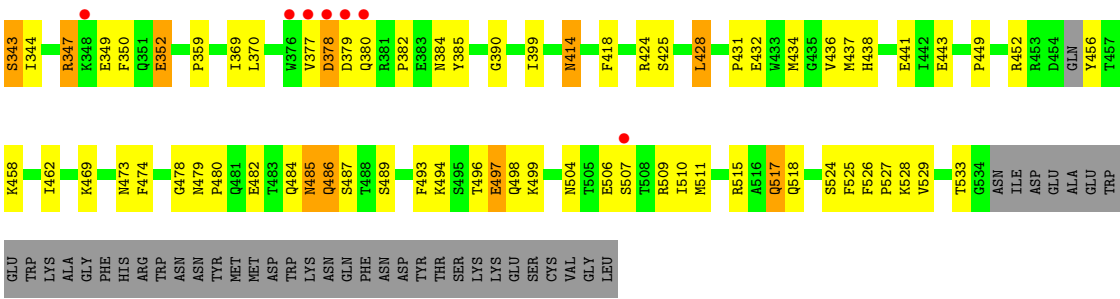 S343 I344 R347 K348 E349 F350 Q351 E352 P359 I369 L370 W376 V377 D378 D379 Q380 R381 P382 E383 N384 Y385 G390 I399 N414 F418 R424 S425 L428 P431 E432 W433 M434 G435 V436 M437 H438 E441 I442 E443 P449 R452 R453 D454 GLN Y456 T457
K458 I462 K469 N473 F474 G478 N479 P480 Q481 E482 T483 Q484 N485 Q486 S487 T488 S489 F493 K494 S495 T496 E497 Q498 K499 N504 T505 E506 S507 T508 R509 I510 M511 R515 A516 Q517 Q518 S524 F525 F526 P527 K528 V529 T533 G534 ASN ILE ASP GLU ALA GLU TRP
GLU TRP LYS ALA GLY PHE HIS ARG TRP ASN ASN TYR MET MET ASP TRP LYS ASN GLN PHE ASN ASP TYR THR SER LYS LYS GLU SER CYS VAL GLY LEU